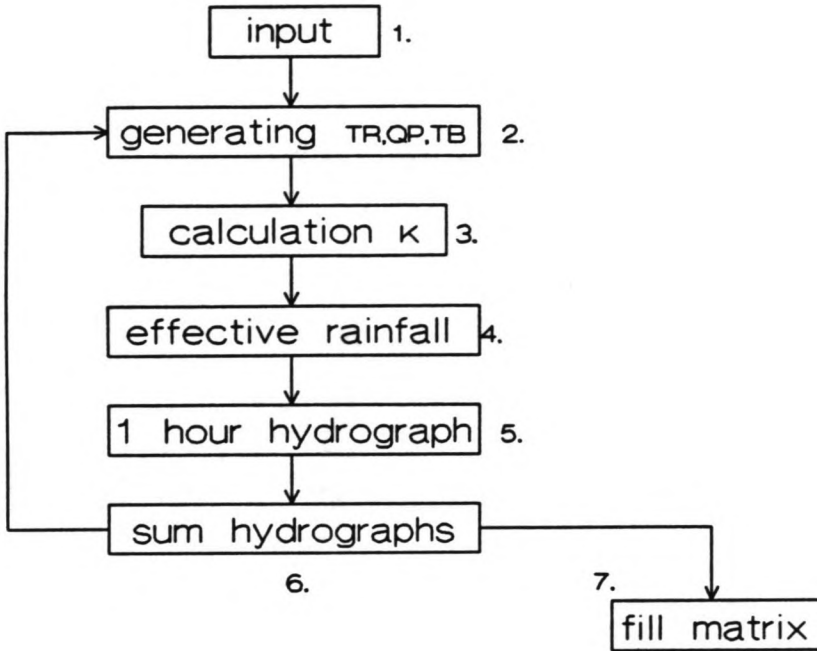 input 1.
generating TR,QP,TB 2.
calculation K 3.
effective rainfall 4.
1 hour hydrograph 5.
sum hydrographs
6.
7.
fill matrix